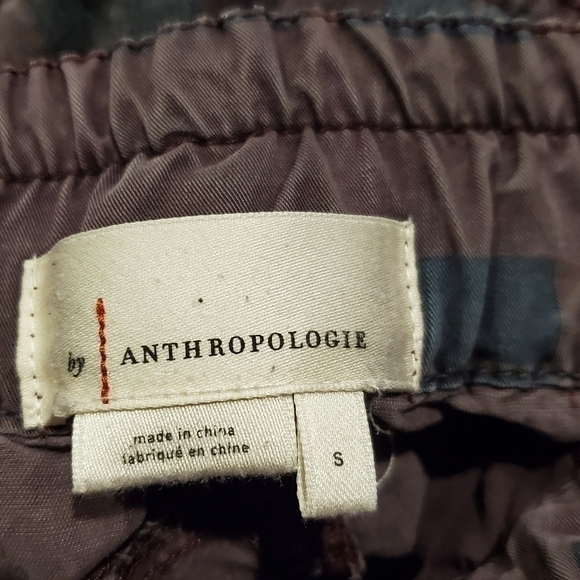 by ANTHROPOLOGIE
made in china
fabriqué en chine
S